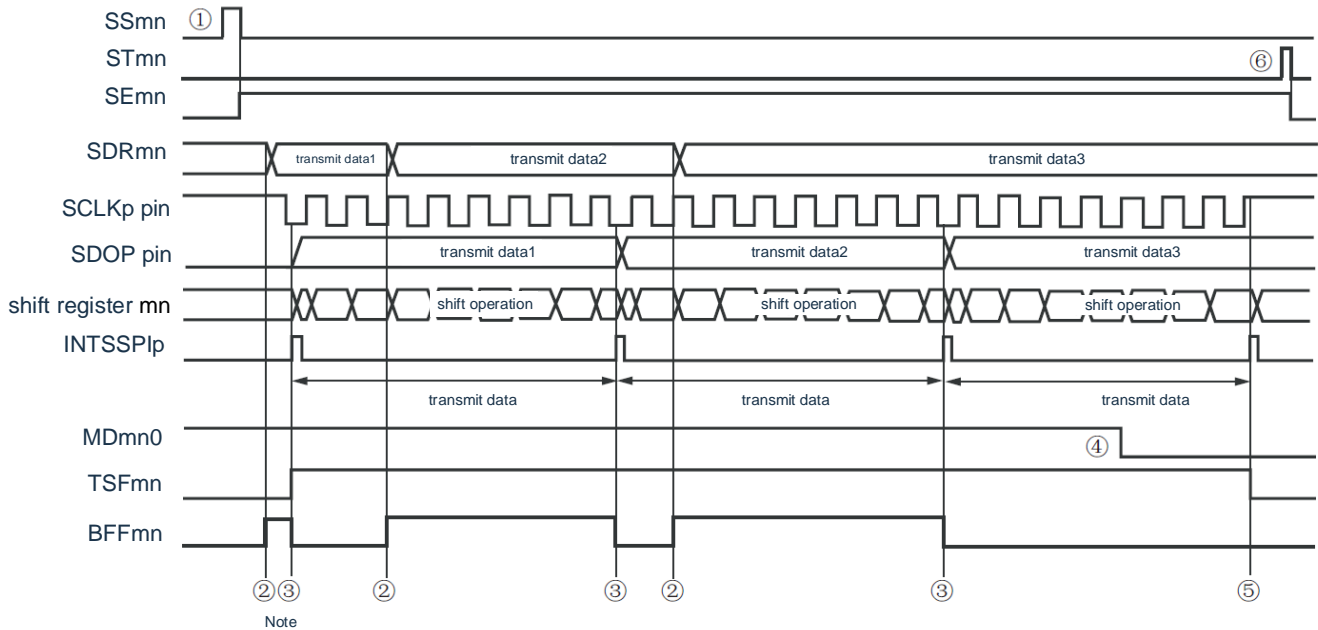 ① SSmn
STmn ⑥
SEmn
SDRmn transmit data1 transmit data2 transmit data3
SCLKp pin
SDOP pin transmit data1 transmit data2 transmit data3
shift register mn shift operation shift operation shift operation
INTSSPIp
transmit data transmit data transmit data
MDmn0 ④
TSFmn
BFFmn
②③ ② ③ ② ③ ⑤
Note